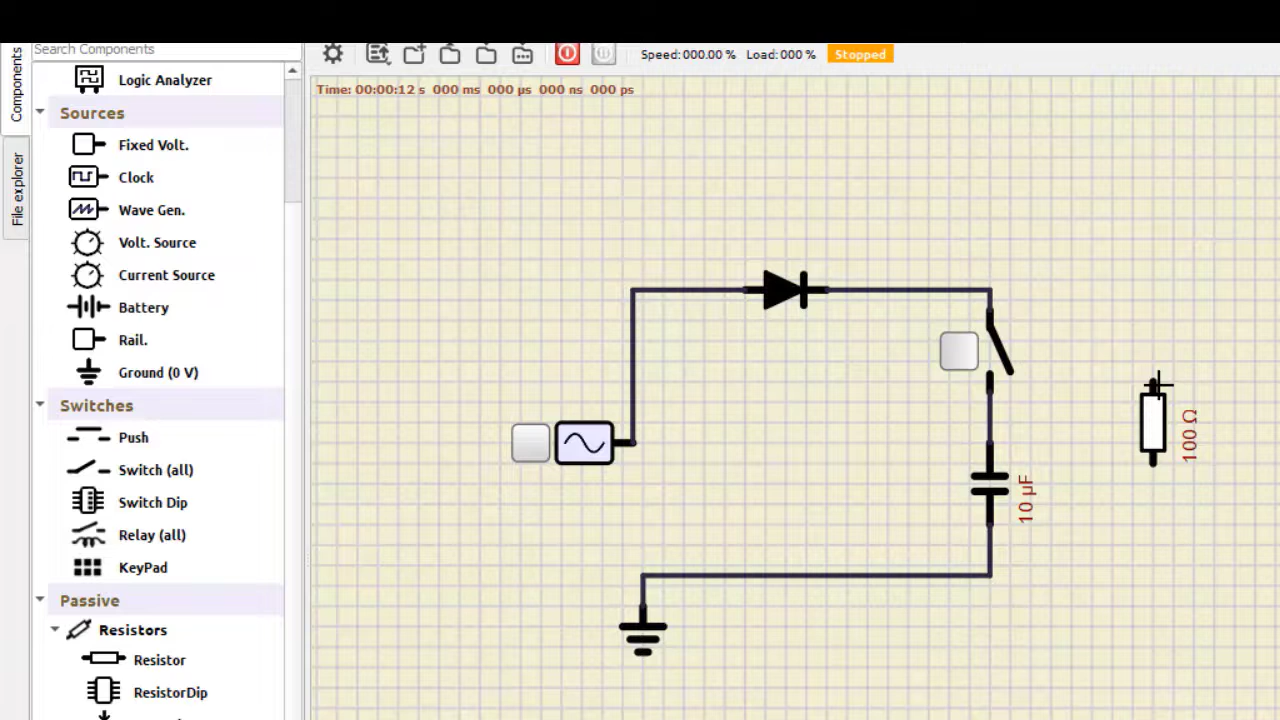 Components
File explorer
Search Components
Logic Analyzer
Sources
Fixed Volt.
Clock
Wave Gen.
Volt. Source
Current Source
Battery
Rail.
Ground (0 V)
Switches
Push
Switch (all)
Switch Dip
Relay (all)
KeyPad
Passive
Resistors
Resistor
ResistorDip
Speed: 000.00 % Load: 000 % Stopped
Time: 00:00:12 s 000 ms 000 µs 000 ns 000 ps
10 µF
100 Ω